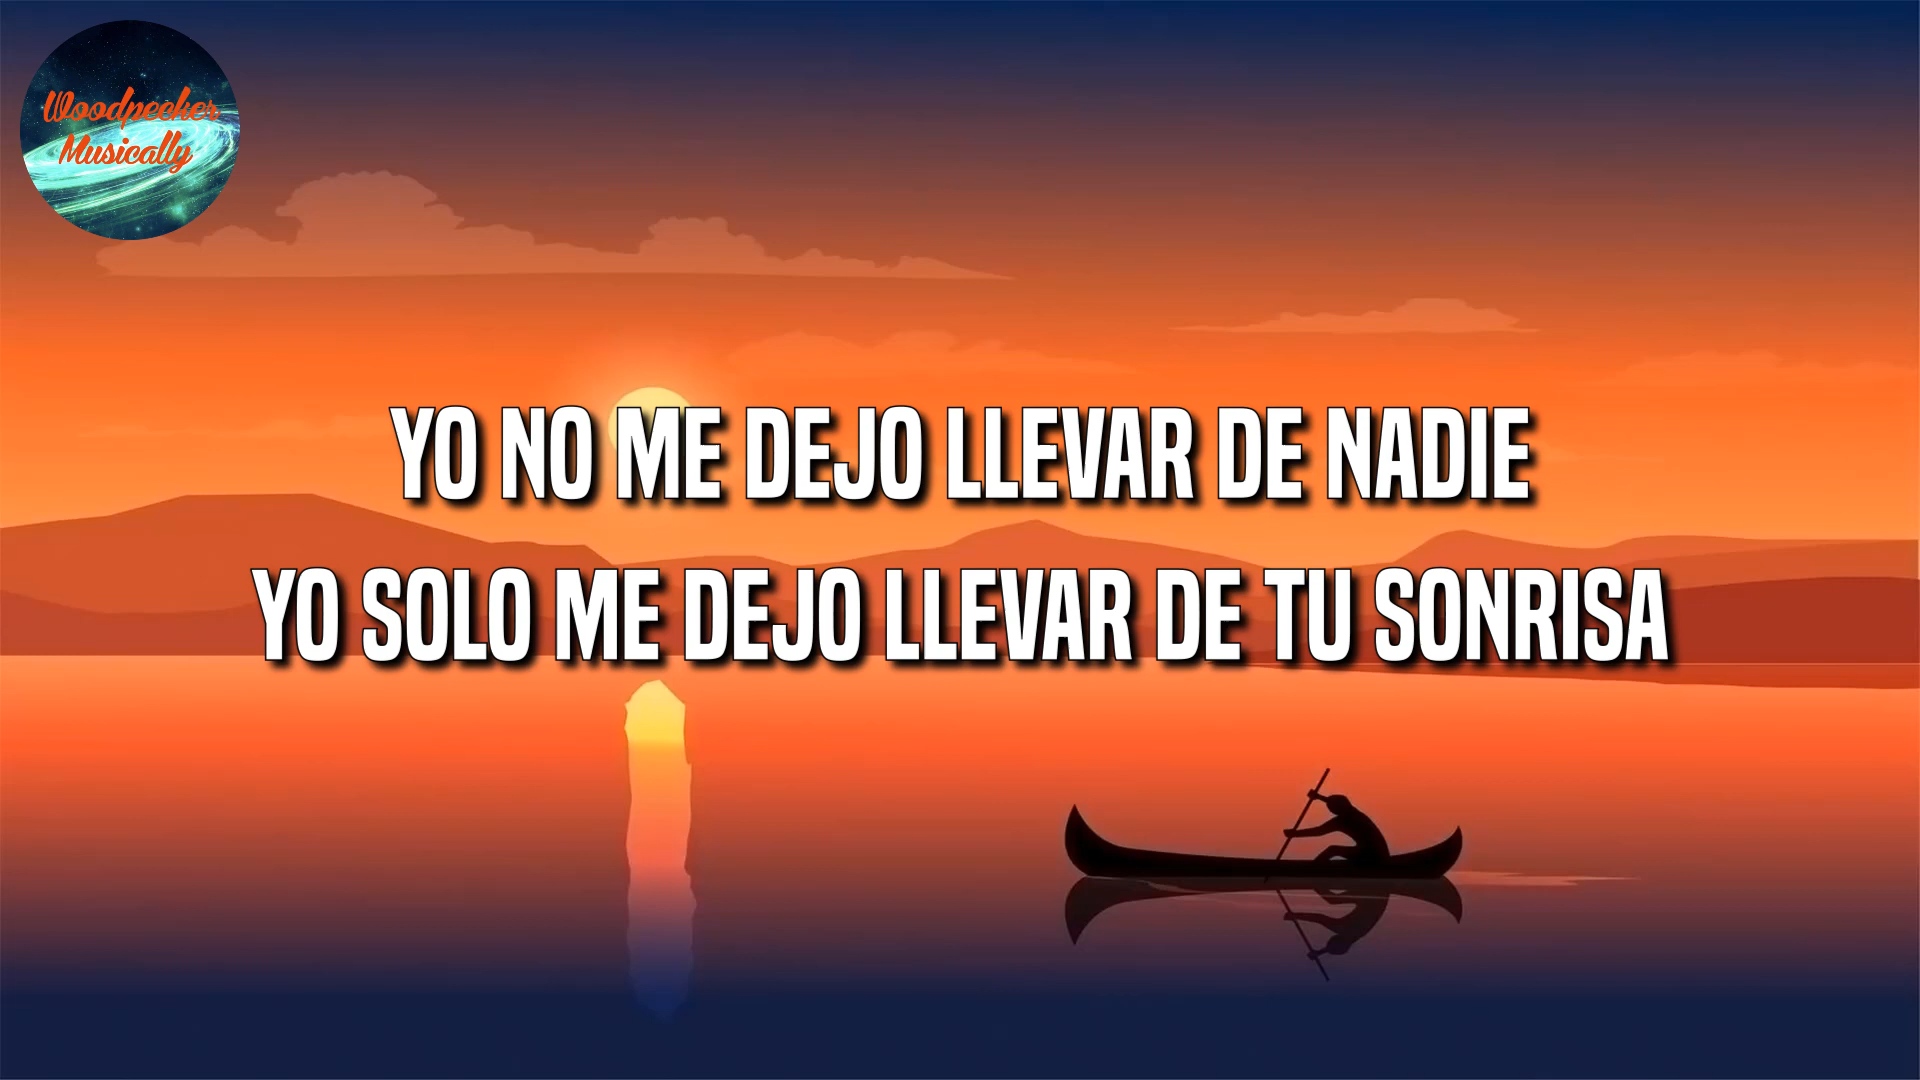 Woodpecker
Musically
YO NO ME DEJO LLEVAR DE NADIE
YO SOLO ME DEJO LLEVAR DE TU SONRISA